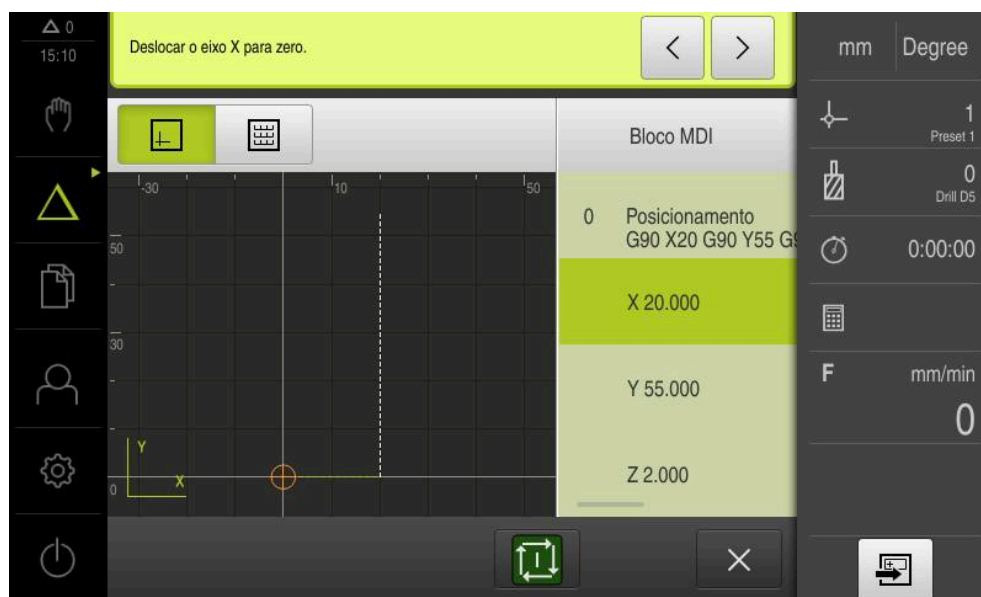 0
15:10
Deslocar o eixo X para zero.
mm Degree
1
Preset 1
0
Drill D5
0:00:00
F mm/min
0
Bloco MDI
0 Posicionamento
G90 X20 G90 Y55 G9
X 20.000
Y 55.000
Z 2.000
-30 10 50
50
30
0
Y
X